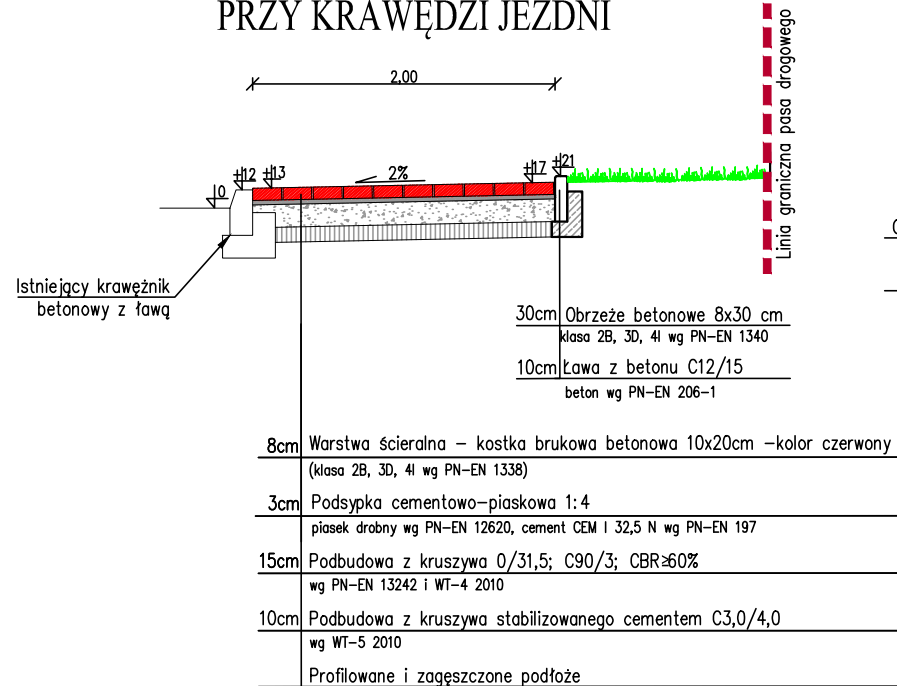 PRZY KRAWĘDZI JEZDNI
2,00
Linia graniczna pasa drogowego
0
+12
+13
2%
+17
+21
Istniejący krawężnik
betonowy z ławą
30cm Obrzeże betonowe 8x30 cm
klasa 2B, 3D, 4I wg PN-EN 1340
10cm Ława z betonu C12/15
beton wg PN-EN 206-1
8cm Warstwa ścieralna - kostka brukowa betonowa 10x20cm -kolor czerwony
(klasa 2B, 3D, 4I wg PN-EN 1338)
3cm Podsypka cementowo-piaskowa 1:4
piasek drobny wg PN-EN 12620, cement CEM I 32,5 N wg PN-EN 197
15cm Podbudowa z kruszywa 0/31,5; C90/3; CBR≥60%
wg PN-EN 13242 i WT-4 2010
10cm Podbudowa z kruszywa stabilizowanego cementem C3,0/4,0
wg WT-5 2010
Profilowane i zagęszczone podłoże